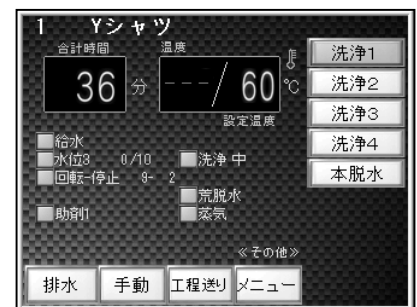 1 Yシャツ
合計時間 温度
36 分 ---/ 60 ℃
設定温度
給水
水位3 0/10 洗浄 中
回転-停止 9- 2
荒脱水
助剤1 蒸気
≪その他≫
排水 手動 工程送り メニュー
洗浄1
洗浄2
洗浄3
洗浄4
本脱水